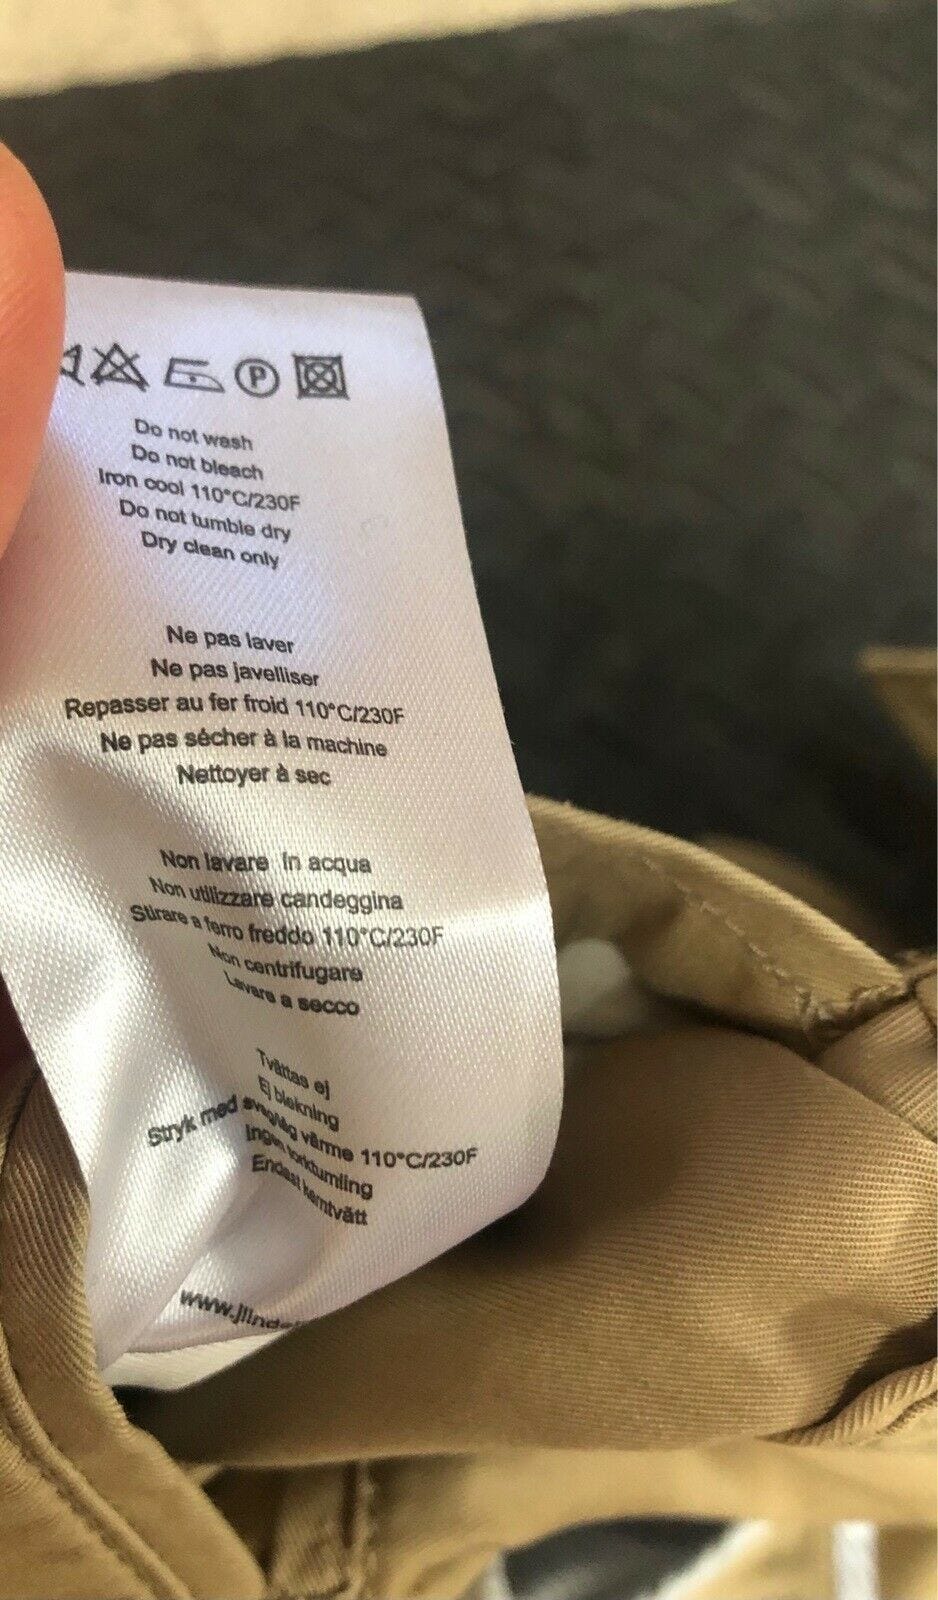 P
Do not wash
Do not bleach
Iron cool 110°C/230F
Do not tumble dry
Dry clean only
Ne pas laver
Ne pas javelliser
Repasser au fer froid 110°C/230F
Ne pas sécher à la machine
Nettoyer à sec
Non lavare in acqua
Non utilizzare candeggina
Stirare a ferro freddo 110°C/230F
Non centrifugare
Lavare a secco
Tvättas ej
Ej blekning
Stryk med svag/låg värme 110°C/230F
Ingen torktumling
Endast kemtvätt